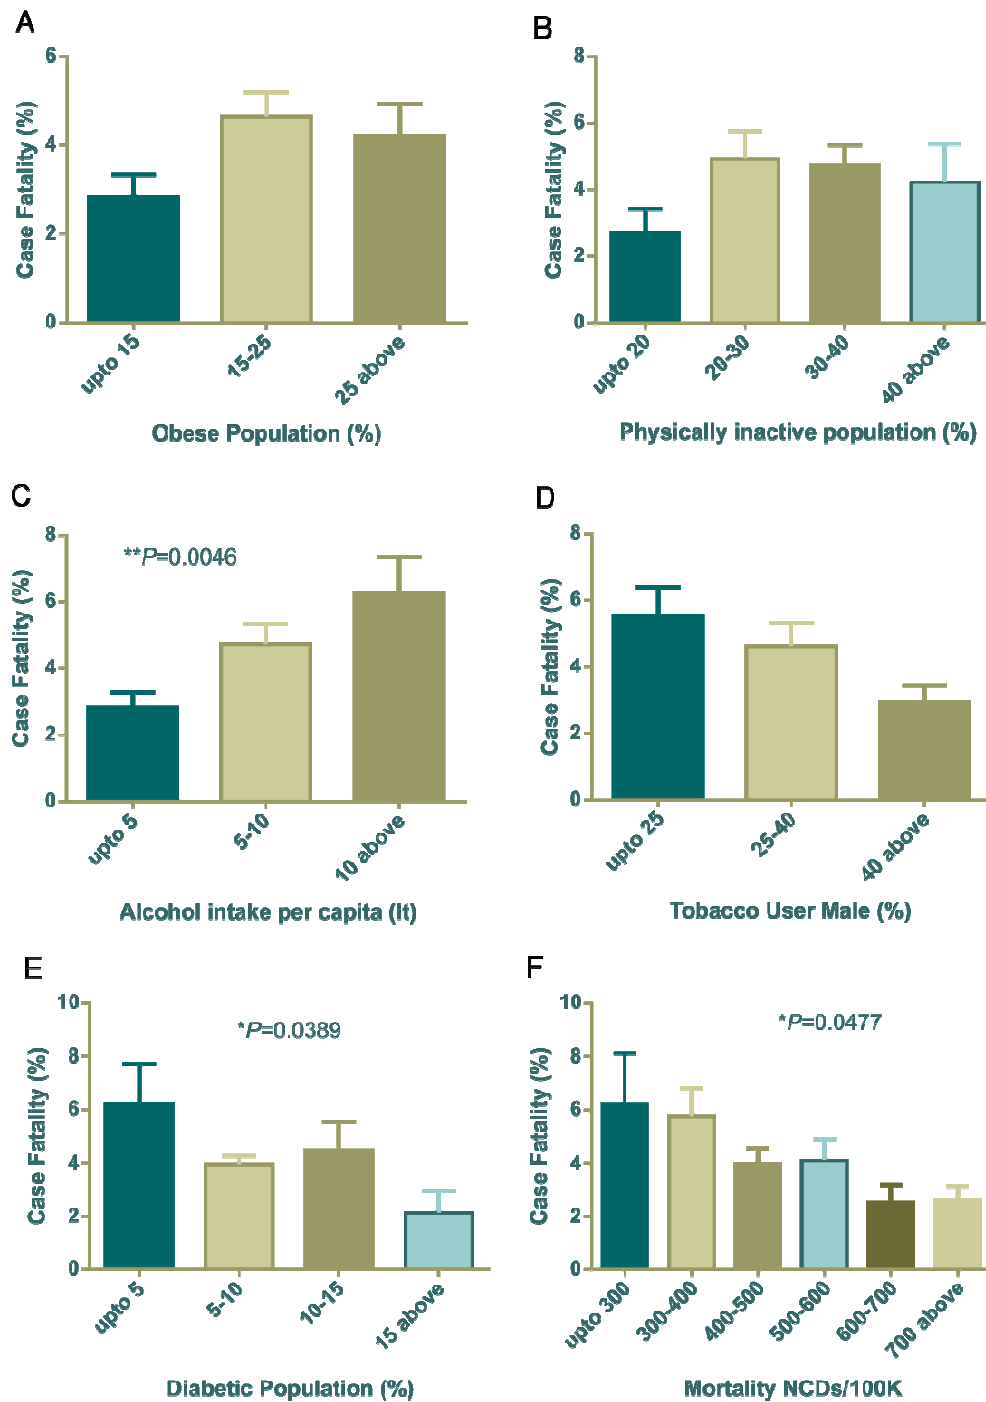 A
Case Fatality (%)
6
4
2
0
upto 15
15-25
25 above
Obese Population (%)
B
Case Fatality (%)
8
6
4
2
0
upto 20
20-30
30-40
40 above
Physically inactive population (%)
C
Case Fatality (%)
8
6
4
2
0
**P=0.0046
upto 5
5-10
10 above
Alcohol intake per capita (lt)
D
Case Fatality (%)
8
6
4
2
0
upto 25
25-40
40 above
Tobacco User Male (%)
E
Case Fatality (%)
10
8
6
4
2
0
*P=0.0389
upto 5
5-10
10-15
15 above
Diabetic Population (%)
F
Case Fatality (%)
10
8
6
4
2
0
*P=0.0477
upto 300
300-400
400-500
500-600
600-700
700 above
Mortality NCDs/100K